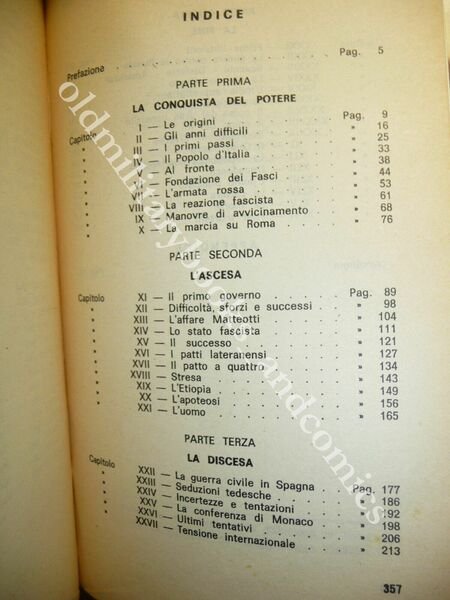 INDICE
Prefazione . . . . Pag. 5
PARTE PRIMA
LA CONQUISTA DEL POTERE
Capitolo I — Le origini . . . . Pag. 9
» II — Gli anni difficili . . . . » 16
» III — I primi passi . . . . » 25
» IV — Il Popolo d'Italia . . . . » 33
» V — Al fronte . . . . » 38
» VI — Fondazione dei Fasci . . . . » 44
» VII — L'armata rossa . . . . » 53
» VIII — La reazione fascista . . . . » 61
» IX — Manovre di avvicinamento . . . . » 68
» X — La marcia su Roma . . . . » 76
PARTE SECONDA
L'ASCESA
Capitolo XI — Il primo governo . . . . Pag. 89
» XII — Difficoltà, sforzi e successi . . » 98
» XIII — L'affare Matteotti . . . . » 104
» XIV — Lo stato fascista . . . . » 111
» XV — Il successo . . . . » 121
» XVI — I patti lateranensi . . . . » 127
» XVII — Il patto a quattro . . . . » 134
» XVIII — Stresa . . . . » 143
» XIX — L'Etiopia . . . . » 149
» XX — L'apoteosi . . . . » 156
» XXI — L'uomo . . . . » 165
PARTE TERZA
LA DISCESA
Capitolo XXII — La guerra civile in Spagna . . Pag. 177
» XXIII — Seduzioni tedesche . . . . » 186
» XXIV — Incertezze e tentazioni . . . . » 192
» XXV — La conferenza di Monaco . . . . » 198
» XXVI — Ultimi tentativi . . . . » 206
» XXVII — Tensione internazionale . . . . » 213
357
oldmilitarybooksandcomics